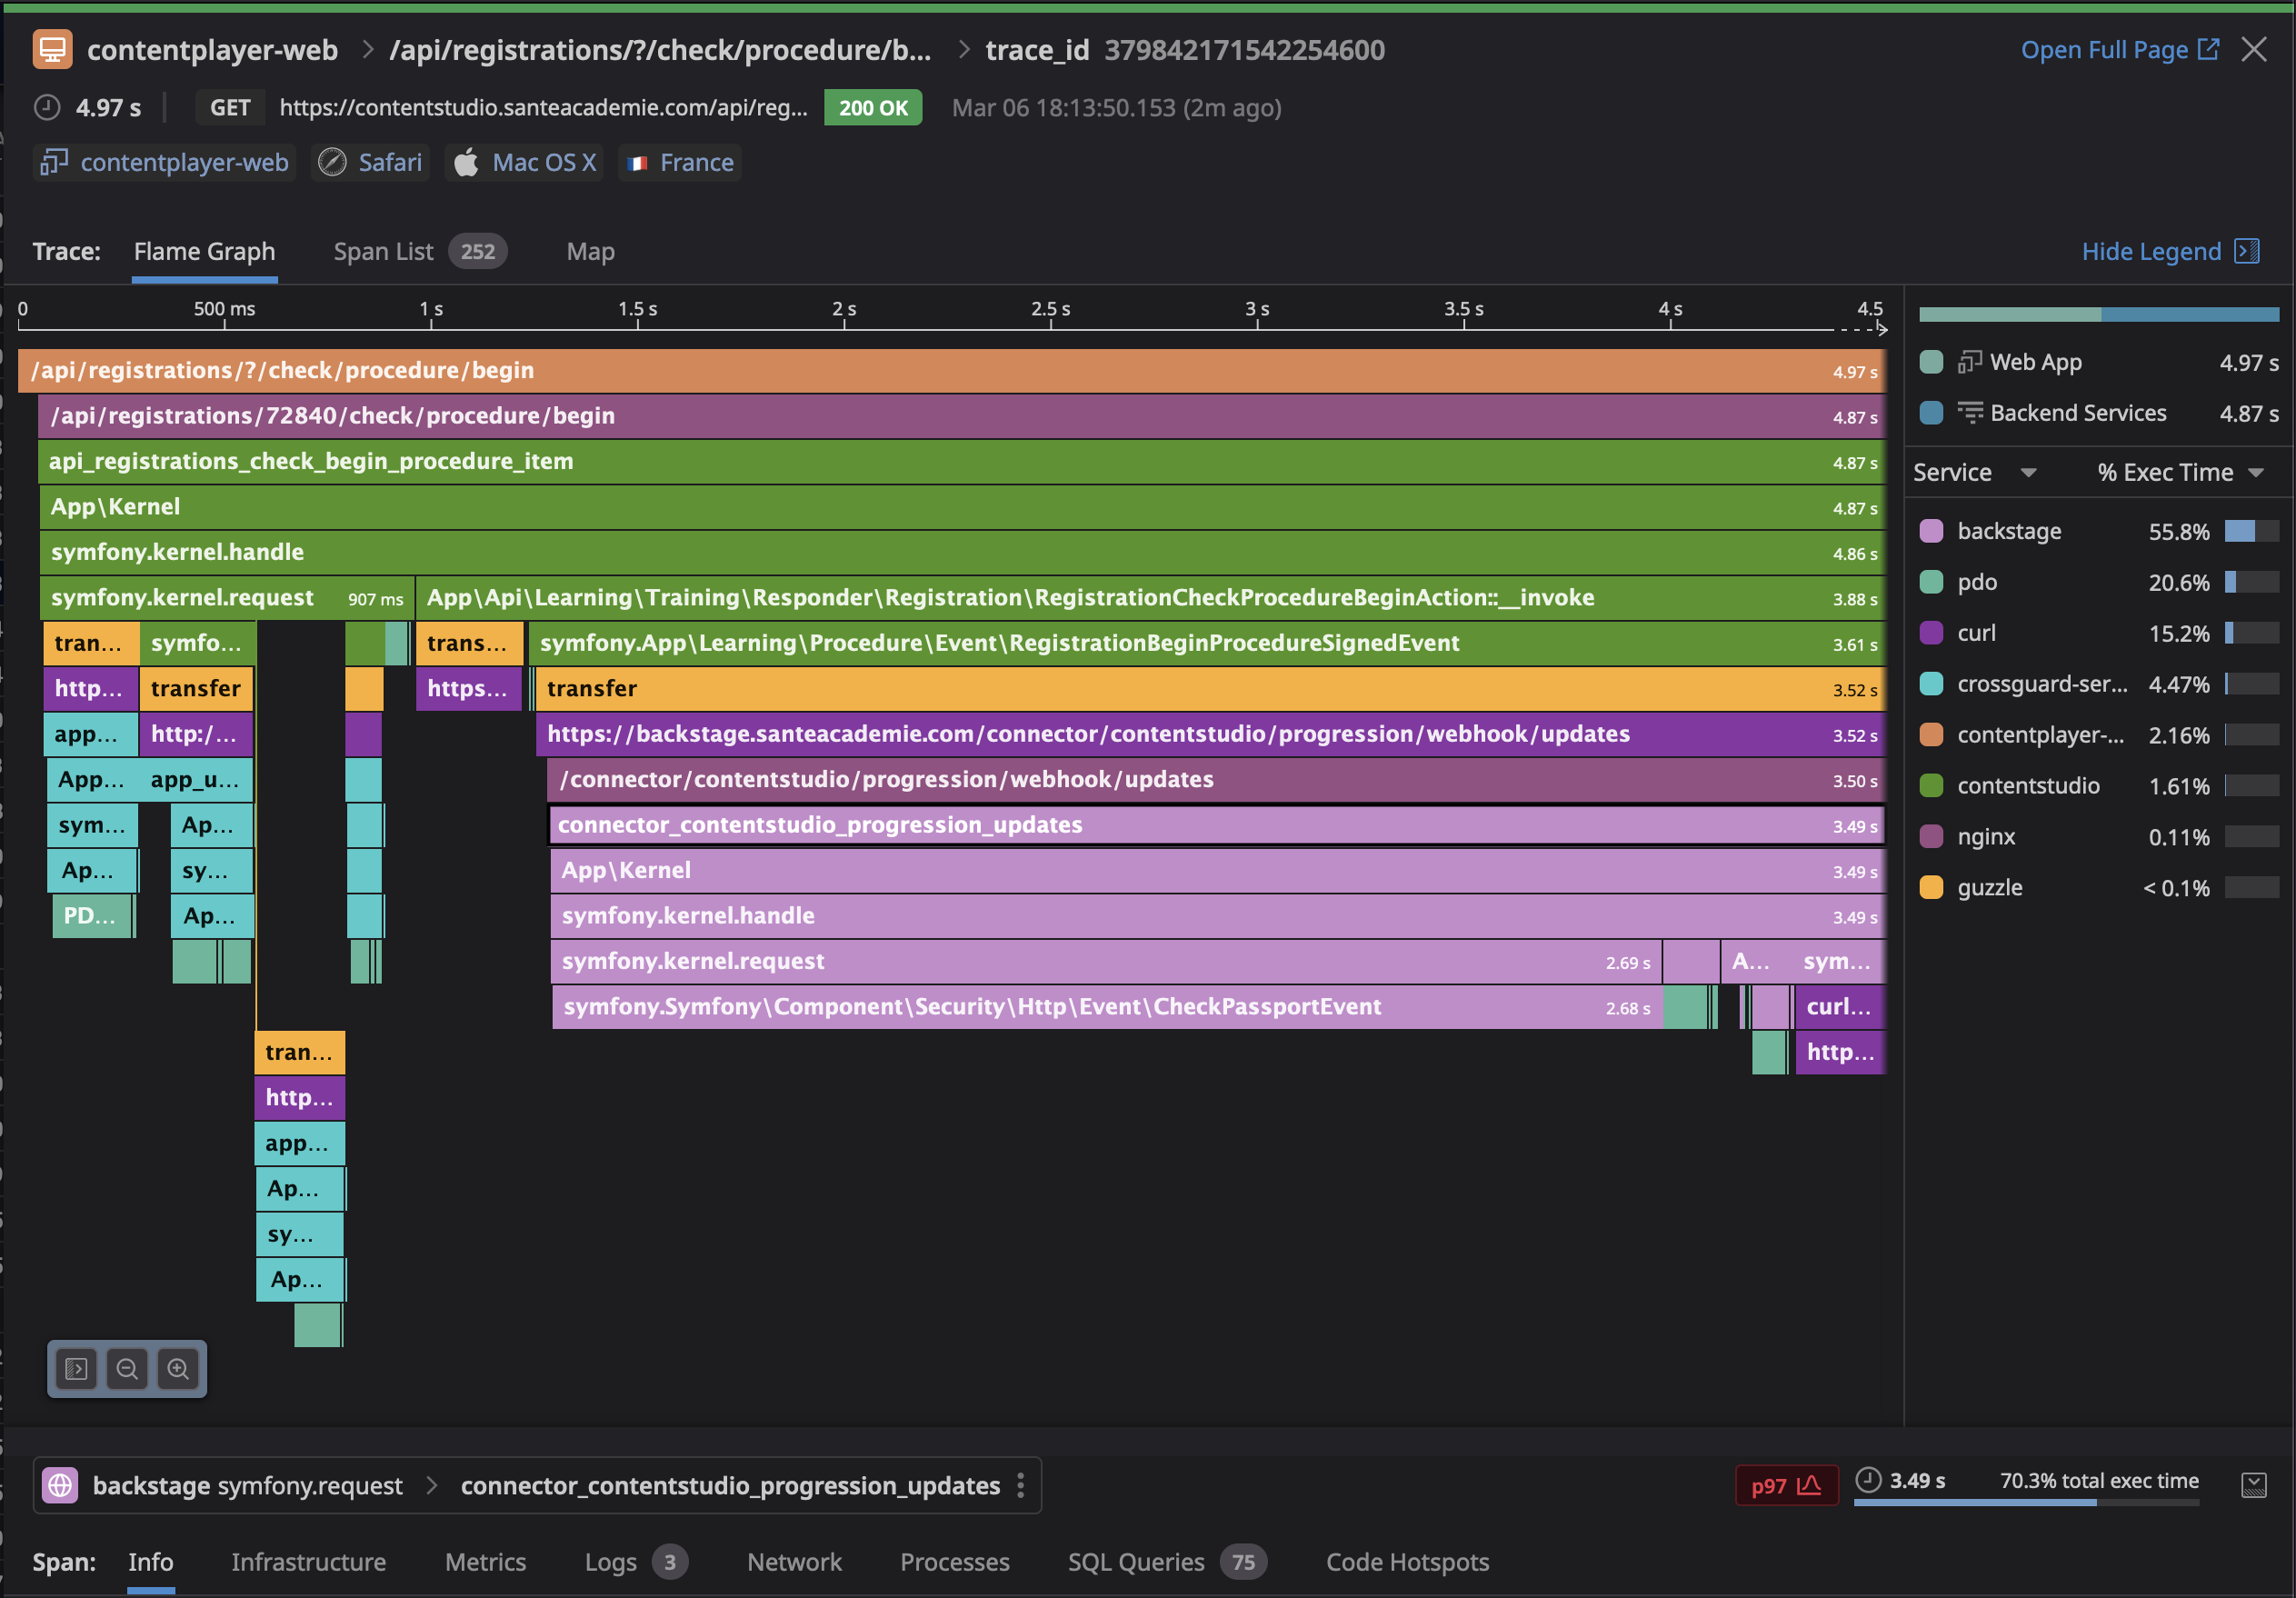 contentplayer-web > /api/registrations/?/check/procedure/b... > trace_id 379842171542254600 Open Full Page
4.97 s GET https://contentstudio.santeacademie.com/api/reg... 200 OK Mar 06 18:13:50.153 (2m ago)
contentplayer-web Safari Mac OS X France
Trace: Flame Graph Span List 252 Map Hide Legend
0 500 ms 1 s 1.5 s 2 s 2.5 s 3 s 3.5 s 4 s 4.5
/api/registrations/?/check/procedure/begin 4.97 s
/api/registrations/72840/check/procedure/begin 4.87 s
api_registrations_check_begin_procedure_item 4.87 s
App\Kernel 4.87 s
symfony.kernel.handle 4.86 s
symfony.kernel.request 907 ms App\Api\Learning\Training\Responder\Registration\RegistrationCheckProcedureBeginAction::__invoke 3.88 s
tran... symfo... trans... symfony.App\Learning\Procedure\Event\RegistrationBeginProcedureSignedEvent 3.61 s
http... transfer https... transfer 3.52 s
app... http:/... https://backstage.santeacademie.com/connector/contentstudio/progression/webhook/updates 3.52 s
App... app_u... /connector/contentstudio/progression/webhook/updates 3.50 s
sym... Ap... connector_contentstudio_progression_updates 3.49 s
Ap... sy... App\Kernel 3.49 s
PD... Ap... symfony.kernel.handle 3.49 s
symfony.kernel.request 2.69 s A... sym...
symfony.Symfony\Component\Security\Http\Event\CheckPassportEvent 2.68 s curl...
tran... http...
http...
app...
Ap...
sy...
Ap...
Web App 4.97 s
Backend Services 4.87 s
Service % Exec Time
backstage 55.8%
pdo 20.6%
curl 15.2%
crossguard-ser... 4.47%
contentplayer-... 2.16%
contentstudio 1.61%
nginx 0.11%
guzzle < 0.1%
backstage symfony.request > connector_contentstudio_progression_updates p97 3.49 s 70.3% total exec time
Span: Info Infrastructure Metrics Logs 3 Network Processes SQL Queries 75 Code Hotspots